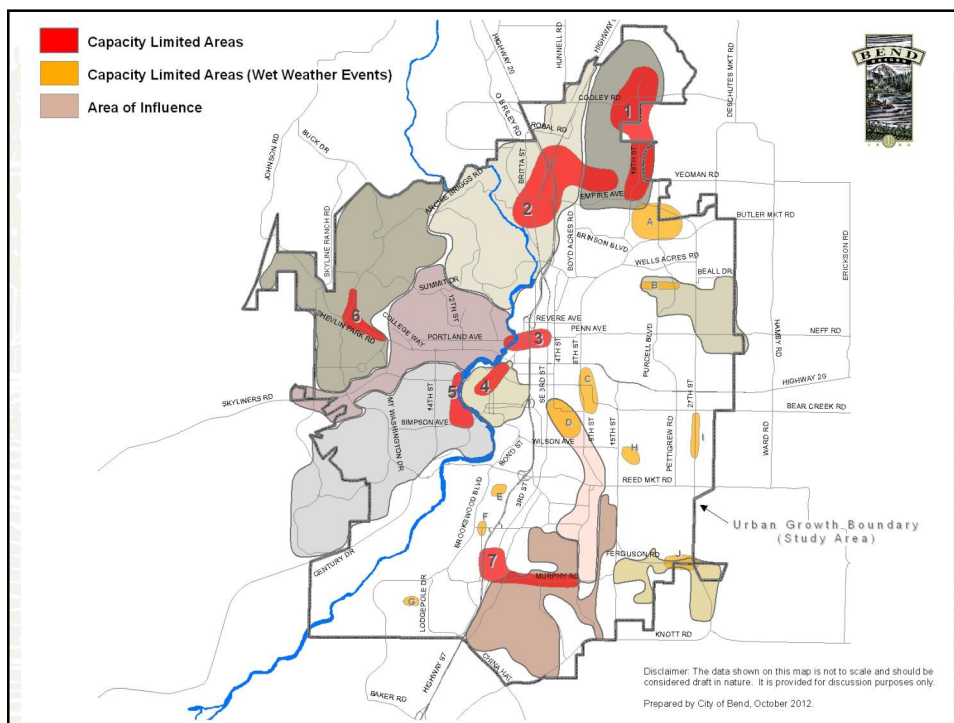 Capacity Limited Areas
Capacity Limited Areas (Wet Weather Events)
Area of Influence
BEND
OREGON
HIGHWAY 20
HUNNELL RD
HIGHWAY
DESCHUTES MKT RD
O B RILEY RD
COOLEY RD
1
ROBAL RD
JOHNSON RD
BUCK DR
BRITTA ST
18TH ST
YEOMAN RD
ARCHIE BRIGGS RD
EMPIRE AVE
2
A
BUTLER MKT RD
SKYLINE RANCH RD
BOYD ACRES RD
BRINSON BLVD
ERICKSON RD
WELLS ACRES RD
BEALL DR
SUMMIT DR
B
12TH ST
6
SHEVLIN PARK RD
COLLEGE WAY
REVERE AVE
PORTLAND AVE
3
PENN AVE
NEFF RD
4TH ST
8TH ST
PURCELL BLVD
HAMBY RD
SKYLINERS RD
5
4
SE 3RD ST
C
HIGHWAY 20
14TH ST
27TH ST
BEAR CREEK RD
MT WASHINGTON DR
SIMPSON AVE
D
9TH ST
15TH ST
PETTIGREW RD
I
WARD RD
WILSON AVE
H
BOND ST
REED MKT RD
BROOKSWOOD BLVD
3RD ST
E
Urban Growth Boundary
(Study Area)
F
CENTURY DR
7
FERGUSON RD
J
MURPHY RD
G
LODGEPOLE DR
KNOTT RD
CHINA HAT
HIGHWAY 97
BAKER RD
Disclaimer: The data shown on this map is not to scale and should be
considered draft in nature. It is provided for discussion purposes only.
Prepared by City of Bend, October 2012.